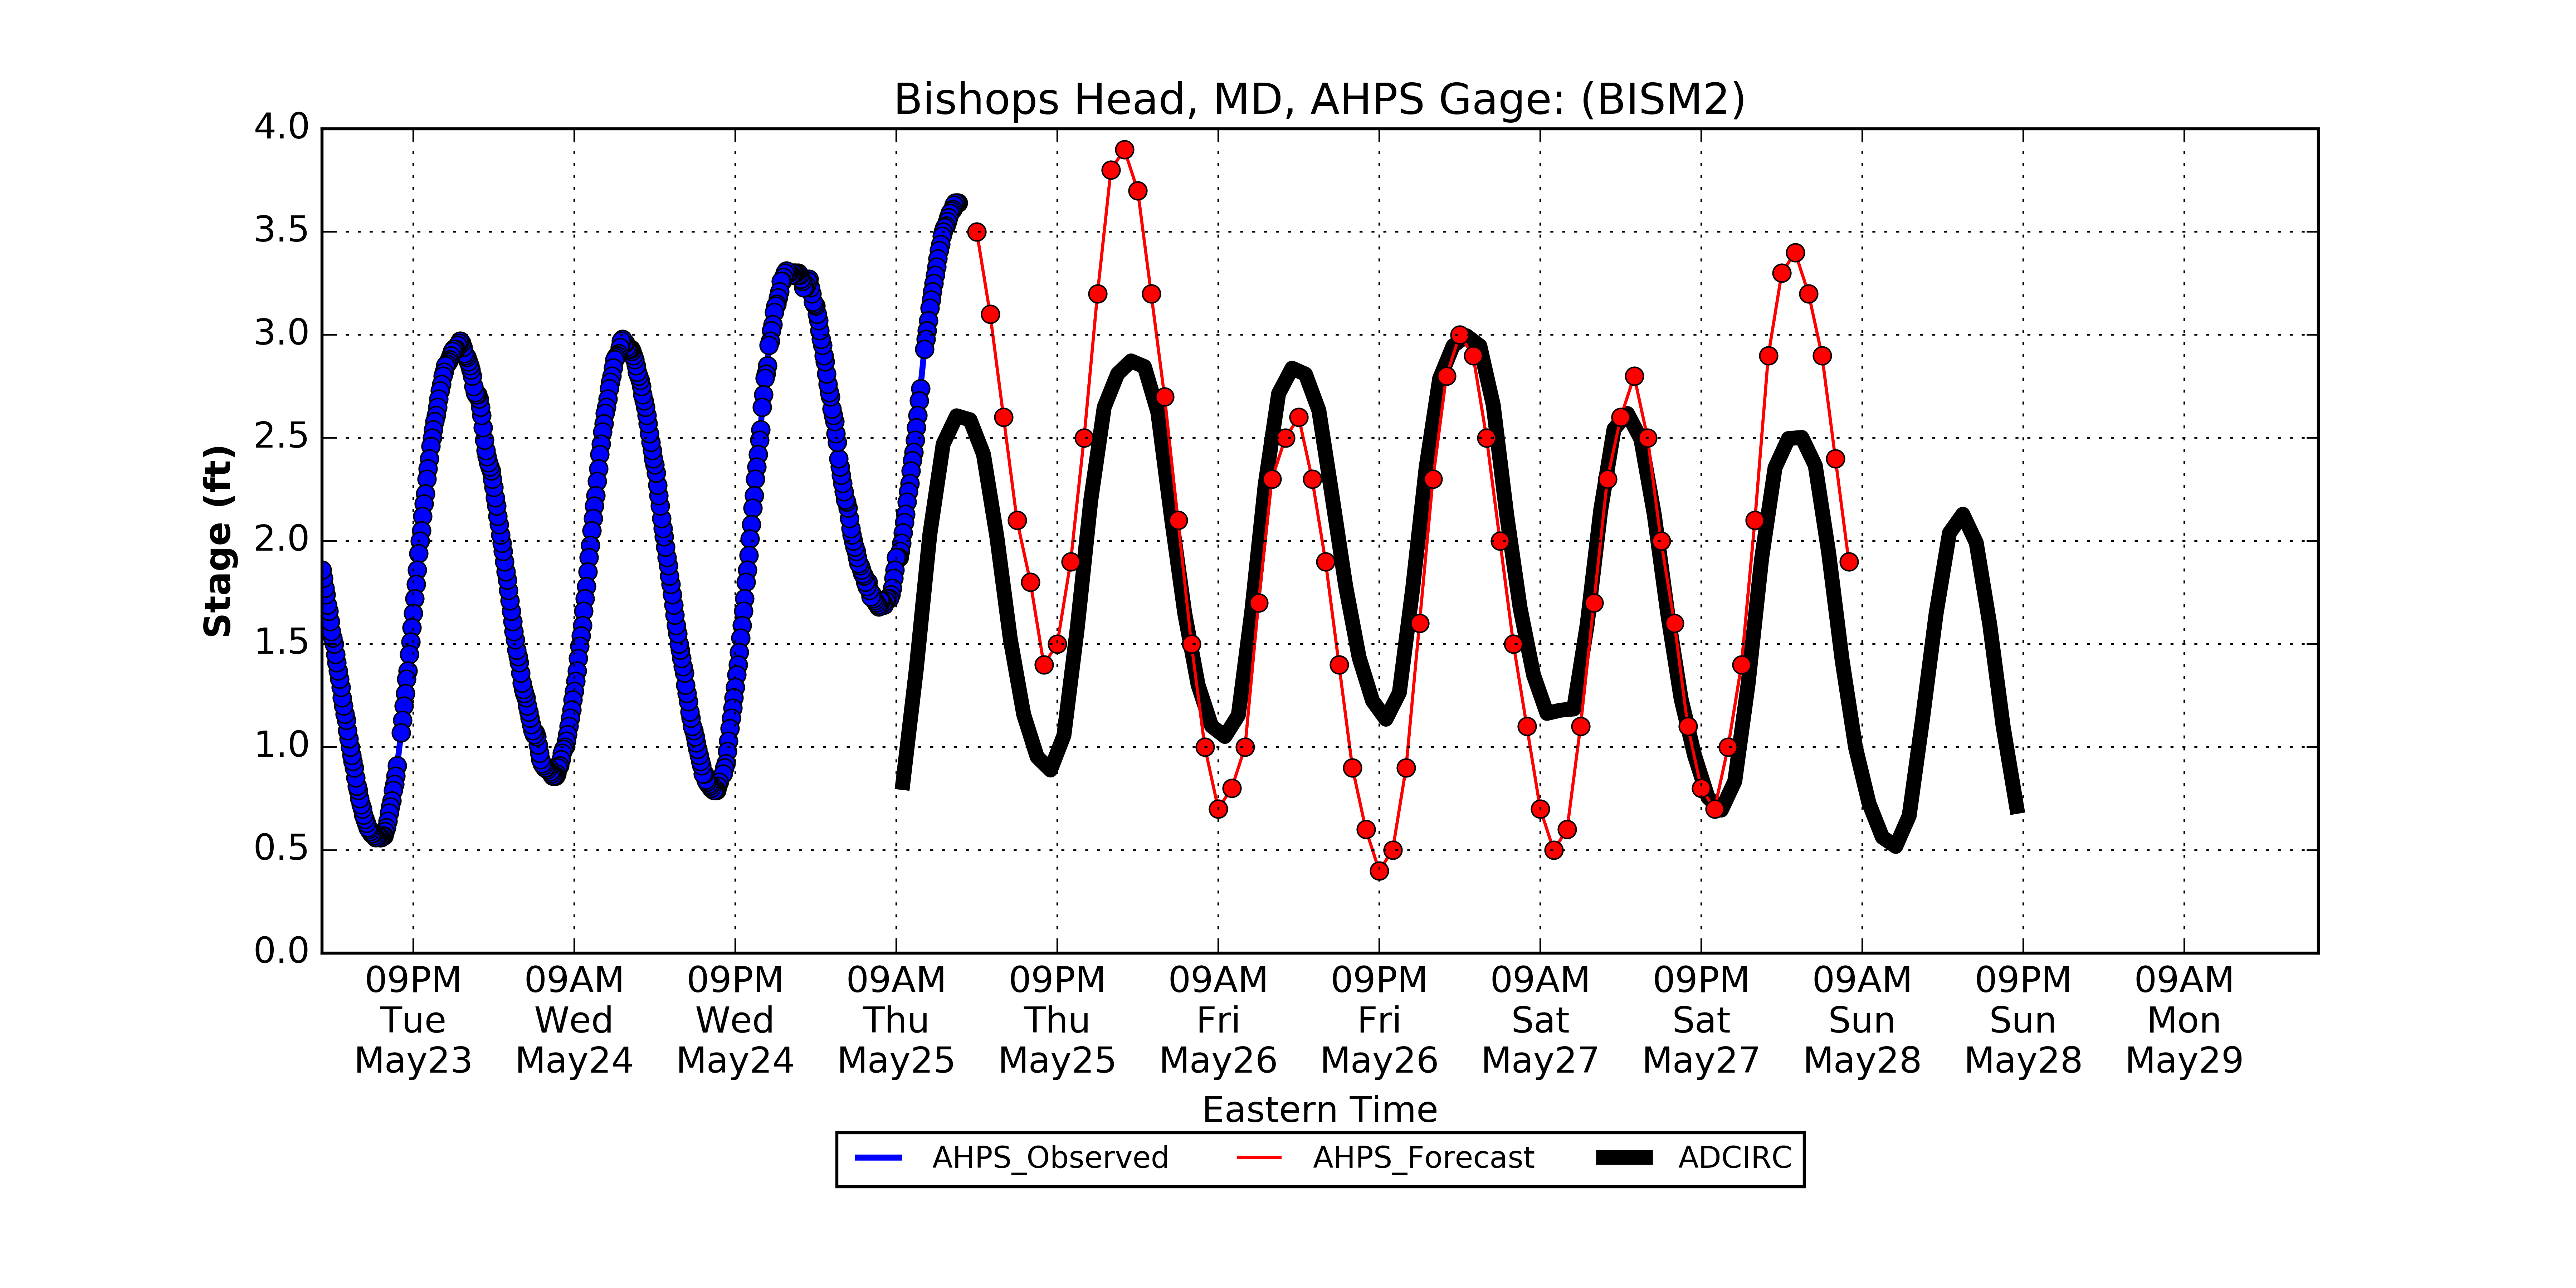 Bishops Head, MD, AHPS Gage: (BISM2)
4.0
3.5
3.0
2.5
2.0
1.5
1.0
0.5
0.0
Stage (ft)
09PM 09AM 09PM 09AM 09PM 09AM 09PM 09AM 09PM 09AM 09PM 09AM
Tue Wed Wed Thu Thu Fri Fri Sat Sat Sun Sun Mon
May23 May24 May24 May25 May25 May26 May26 May27 May27 May28 May28 May29
Eastern Time
AHPS_Observed AHPS_Forecast ADCIRC